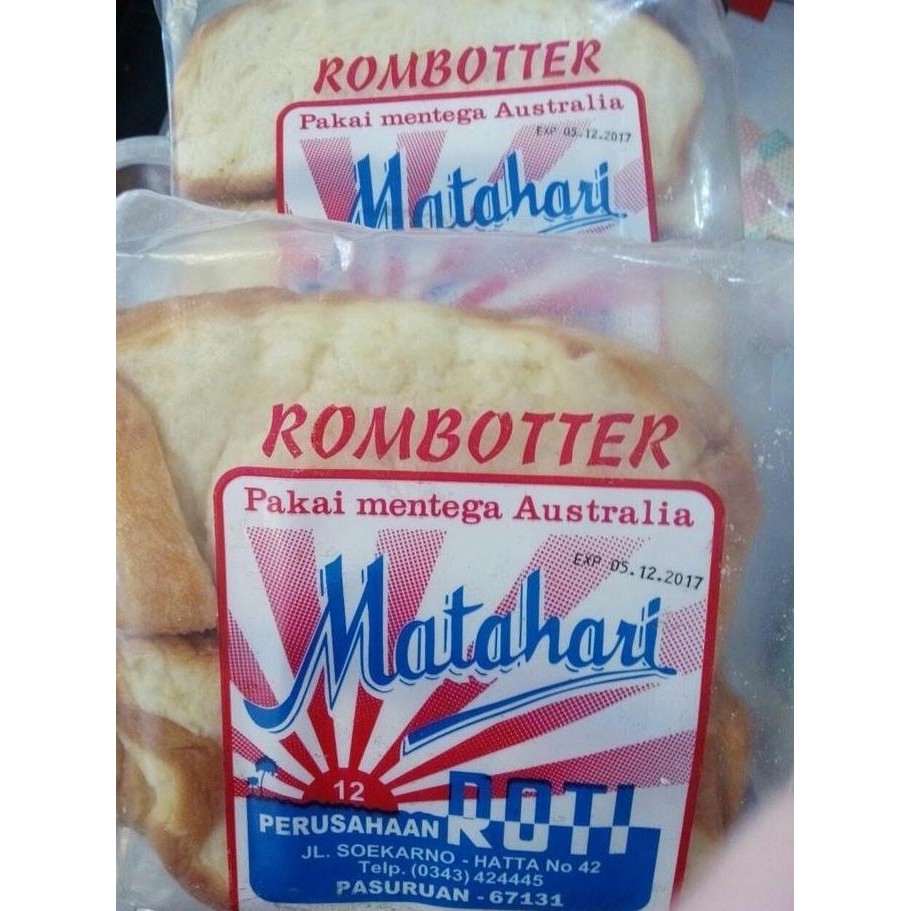 ROMBOTTER
Pakai mentega Australia
EXP 05.12.2017
Matahari
ROMBOTTER
Pakai mentega Australia
EXP 05.12.2017
Matahari
12
PERUSAHAAN ROTI
JL. SOEKARNO - HATTA No 42
Telp. (0343) 424445
PASURUAN - 67131